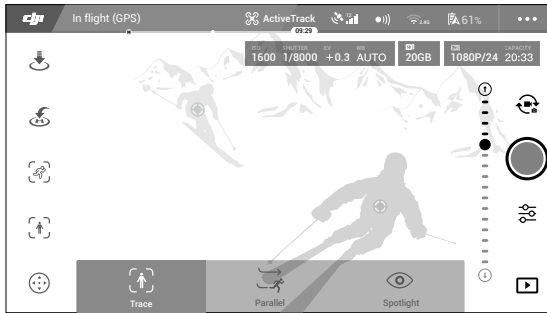 dji In flight (GPS) ActiveTrack 2.4G 61%
09:29
ISO SHUTTER EV WB CAPACITY
1600 1/8000 +0.3 AUTO 20GB 1080P/24 20:33
Trace Parallel Spotlight